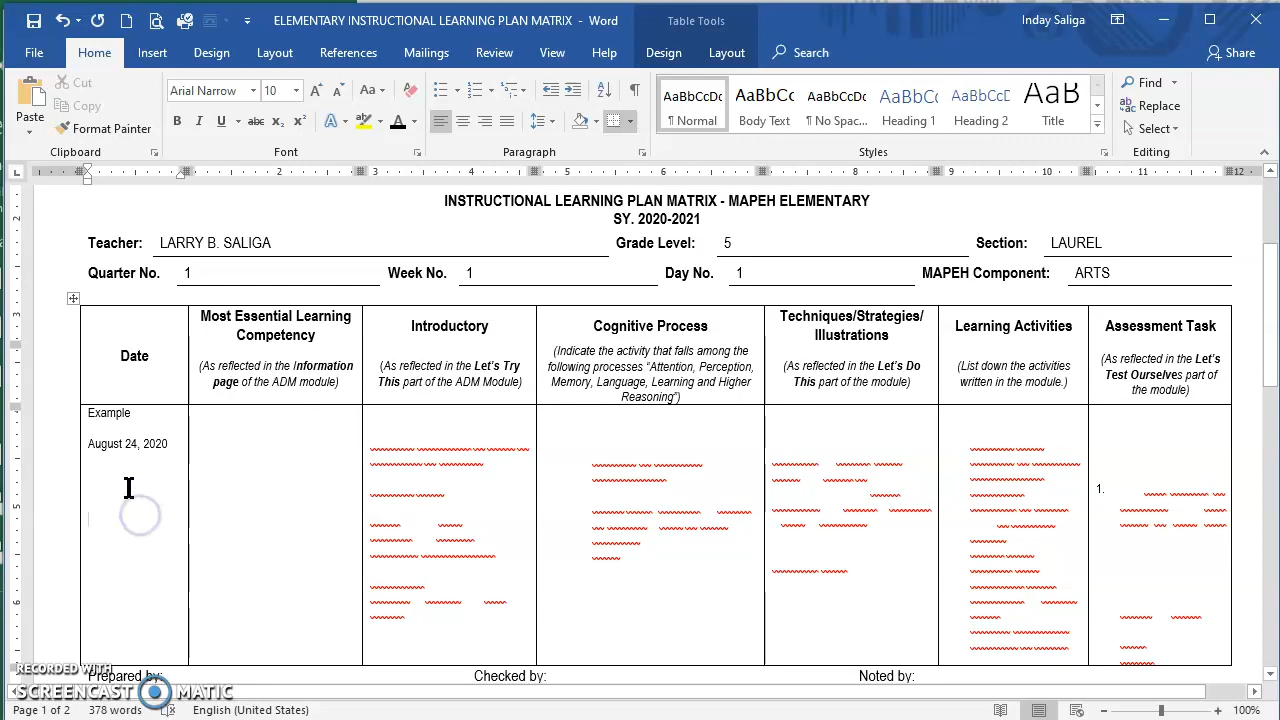 ELEMENTARY INSTRUCTIONAL LEARNING PLAN MATRIX - Word
Table Tools
Inday Saliga
File Home Insert Design Layout References Mailings Review View Help Design Layout Search Share
Paste
Cut
Copy
Format Painter
Clipboard
Arial Narrow 10
Font
Paragraph
AaBbCcDc AaBbCc AaBbCcDc AaBbCc AaBbCcD AaB
¶ Normal Body Text ¶ No Spac... Heading 1 Heading 2 Title
Styles
Find
Replace
Select
Editing
INSTRUCTIONAL LEARNING PLAN MATRIX - MAPEH ELEMENTARY
SY. 2020-2021
Teacher: LARRY B. SALIGA Grade Level: 5 Section: LAUREL
Quarter No. 1 Week No. 1 Day No. 1 MAPEH Component: ARTS
Date
Most Essential Learning
Competency
(As reflected in the Information
page of the ADM module)
Introductory
(As reflected in the Let's Try
This part of the ADM Module)
Cognitive Process
(Indicate the activity that falls among the
following processes "Attention, Perception,
Memory, Language, Learning and Higher
Reasoning")
Techniques/Strategies/
Illustrations
(As reflected in the Let's Do
This part of the module)
Learning Activities
(List down the activities
written in the module.)
Assessment Task
(As reflected in the Let's
Test Ourselves part of
the module)
Example
August 24, 2020
1.
Prepared by: Checked by: Noted by:
RECORDED WITH
SCREENCAST MATIC
Page 1 of 2 378 words English (United States) 100%